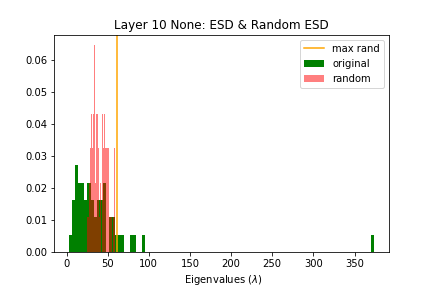 Layer 10 None: ESD & Random ESD
max rand
original
random
0.06
0.05
0.04
0.03
0.02
0.01
0.00
0 50 100 150 200 250 300 350
Eigenvalues (λ)